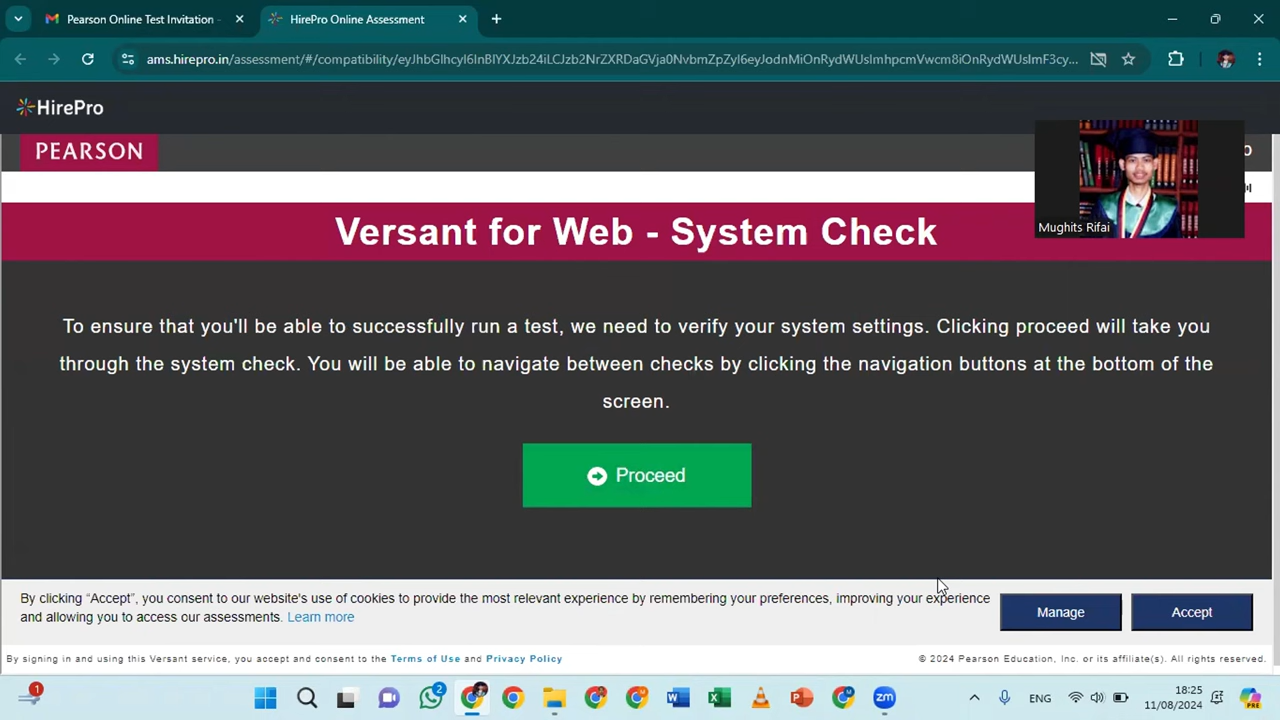 Pearson Online Test Invitation
HirePro Online Assessment
ams.hirepro.in/assessment/#/compatibility/
HirePro
PEARSON
Mughits Rifai
Versant for Web - System Check
To ensure that you'll be able to successfully run a test, we need to verify your system settings. Clicking proceed will take you
through the system check. You will be able to navigate between checks by clicking the navigation buttons at the bottom of the
screen.
Proceed
By clicking “Accept”, you consent to our website's use of cookies to provide the most relevant experience by remembering your preferences, improving your experience
and allowing you to access our assessments. Learn more
Manage
Accept
By signing in and using this Versant service, you accept and consent to the Terms of Use and Privacy Policy
© 2024 Pearson Education, Inc. or its affiliate(s). All rights reserved.
1
2
zm
ENG
18:25
11/08/2024
PRE